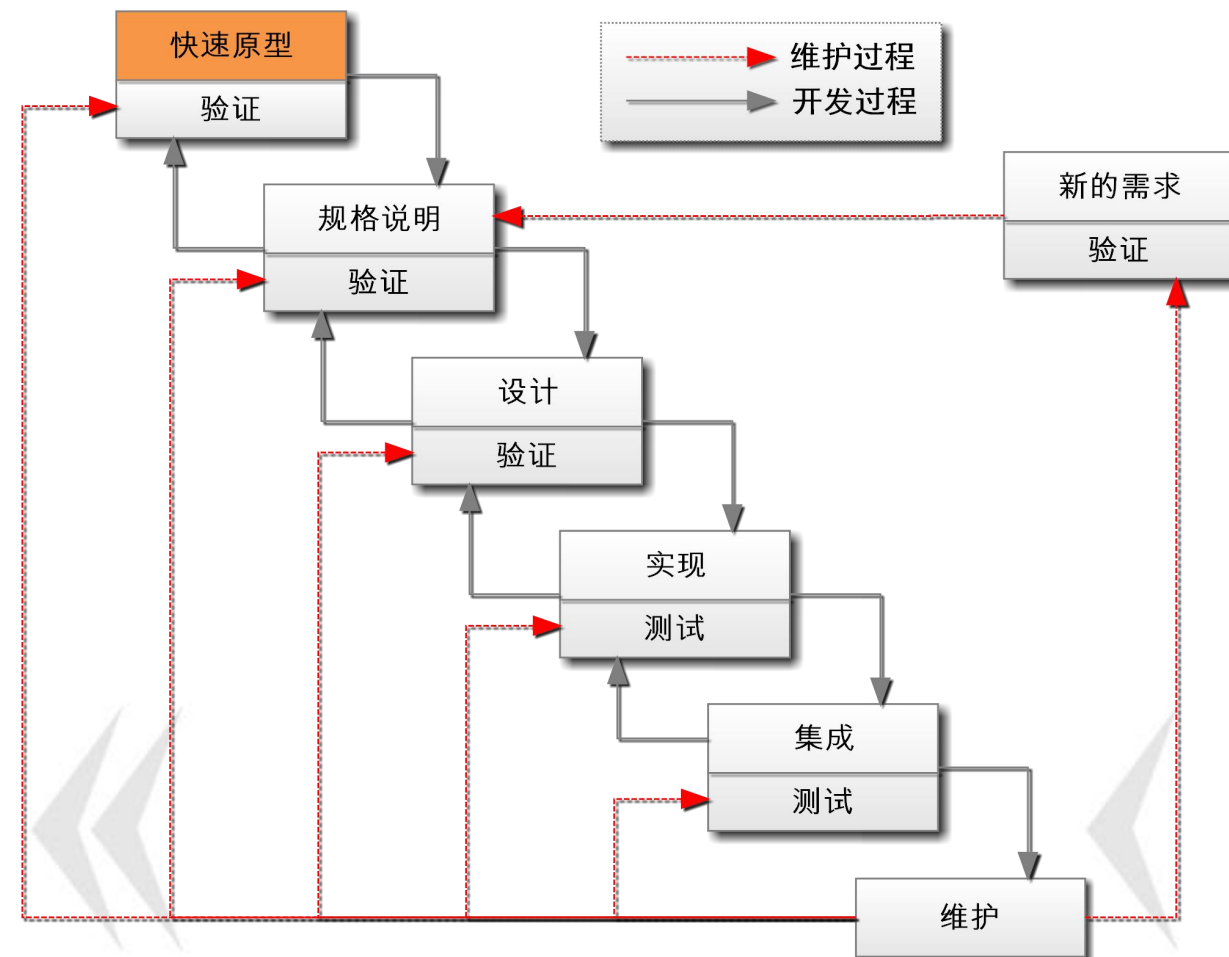 快速原型
验证
维护过程
开发过程
新的需求
验证
规格说明
验证
设计
验证
实现
测试
集成
测试
维护